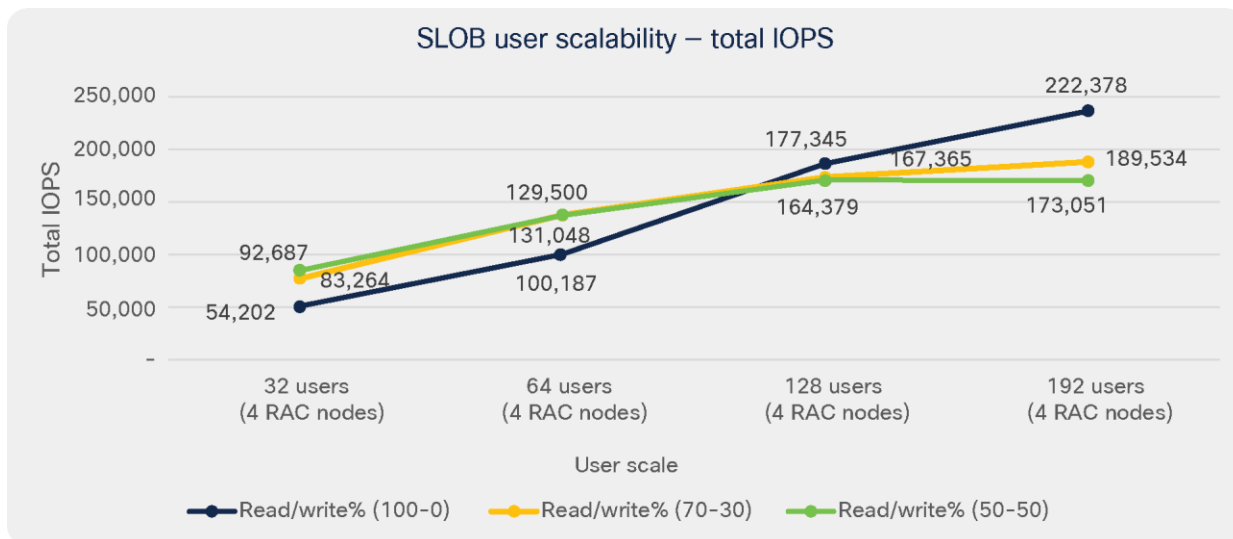 SLOB user scalability – total IOPS
Total IOPS
250,000
200,000
150,000
100,000
50,000
-
222,378
177,345
167,365
189,534
129,500
164,379
173,051
92,687
131,048
83,264
100,187
54,202
32 users
(4 RAC nodes)
64 users
(4 RAC nodes)
128 users
(4 RAC nodes)
192 users
(4 RAC nodes)
User scale
Read/write% (100-0)
Read/write% (70-30)
Read/write% (50-50)